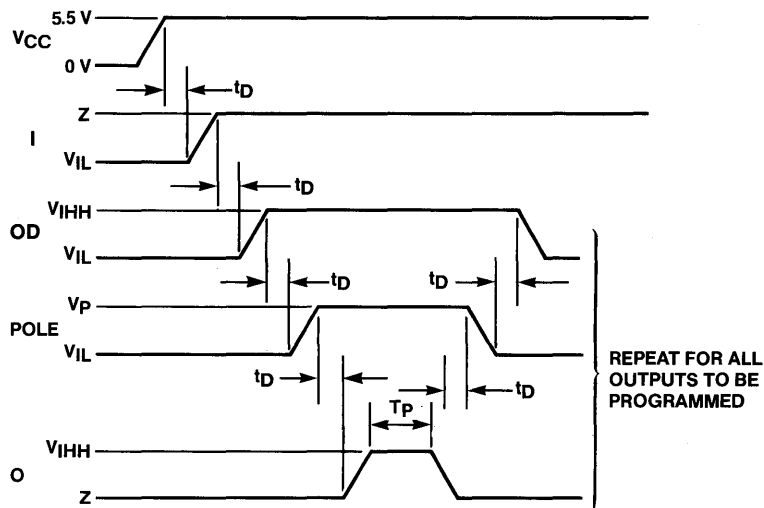 5.5 V
VCC
0 V
tD
Z
I
VIL
tD
VIHH
OD
VIL
tD
tD
VP
POLE
VIL
REPEAT FOR ALL
OUTPUTS TO BE
PROGRAMMED
tD
tD
TP
VIHH
O
Z